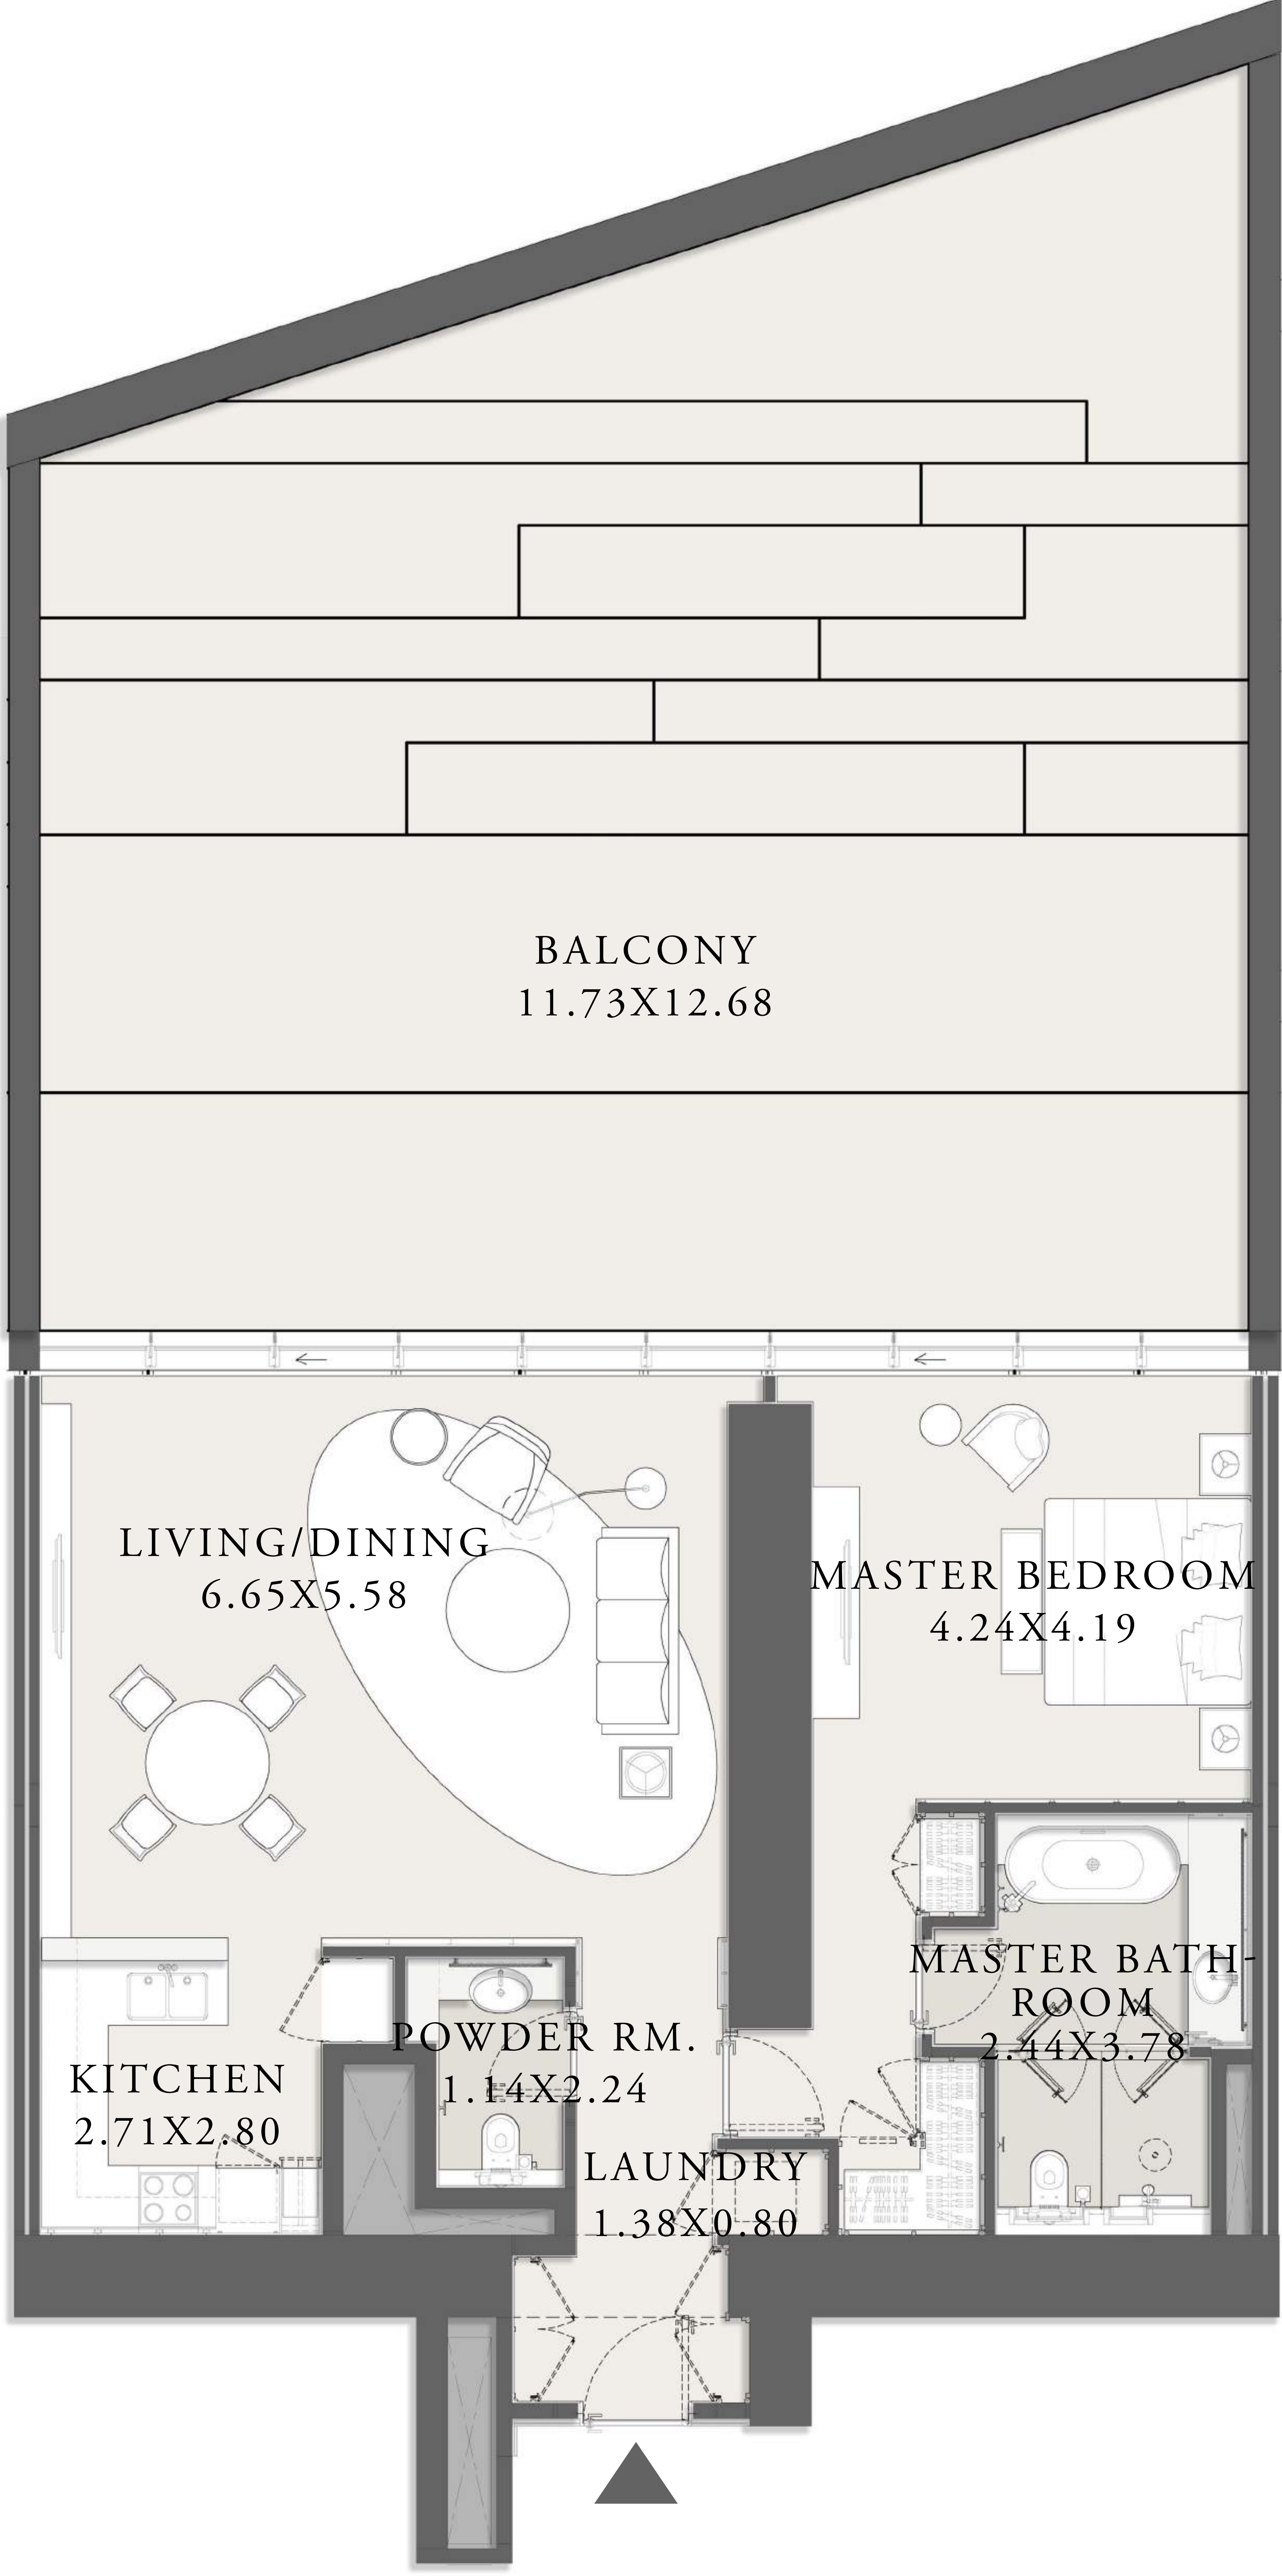 BALCONY
11.73X12.68
LIVING/DINING
6.65X5.58
MASTER BEDROOM
4.24X4.19
MASTER BATH-
ROOM
2.44X3.78
POWDER RM.
1.14X2.24
KITCHEN
2.71X2.80
LAUNDRY
1.38X0.80